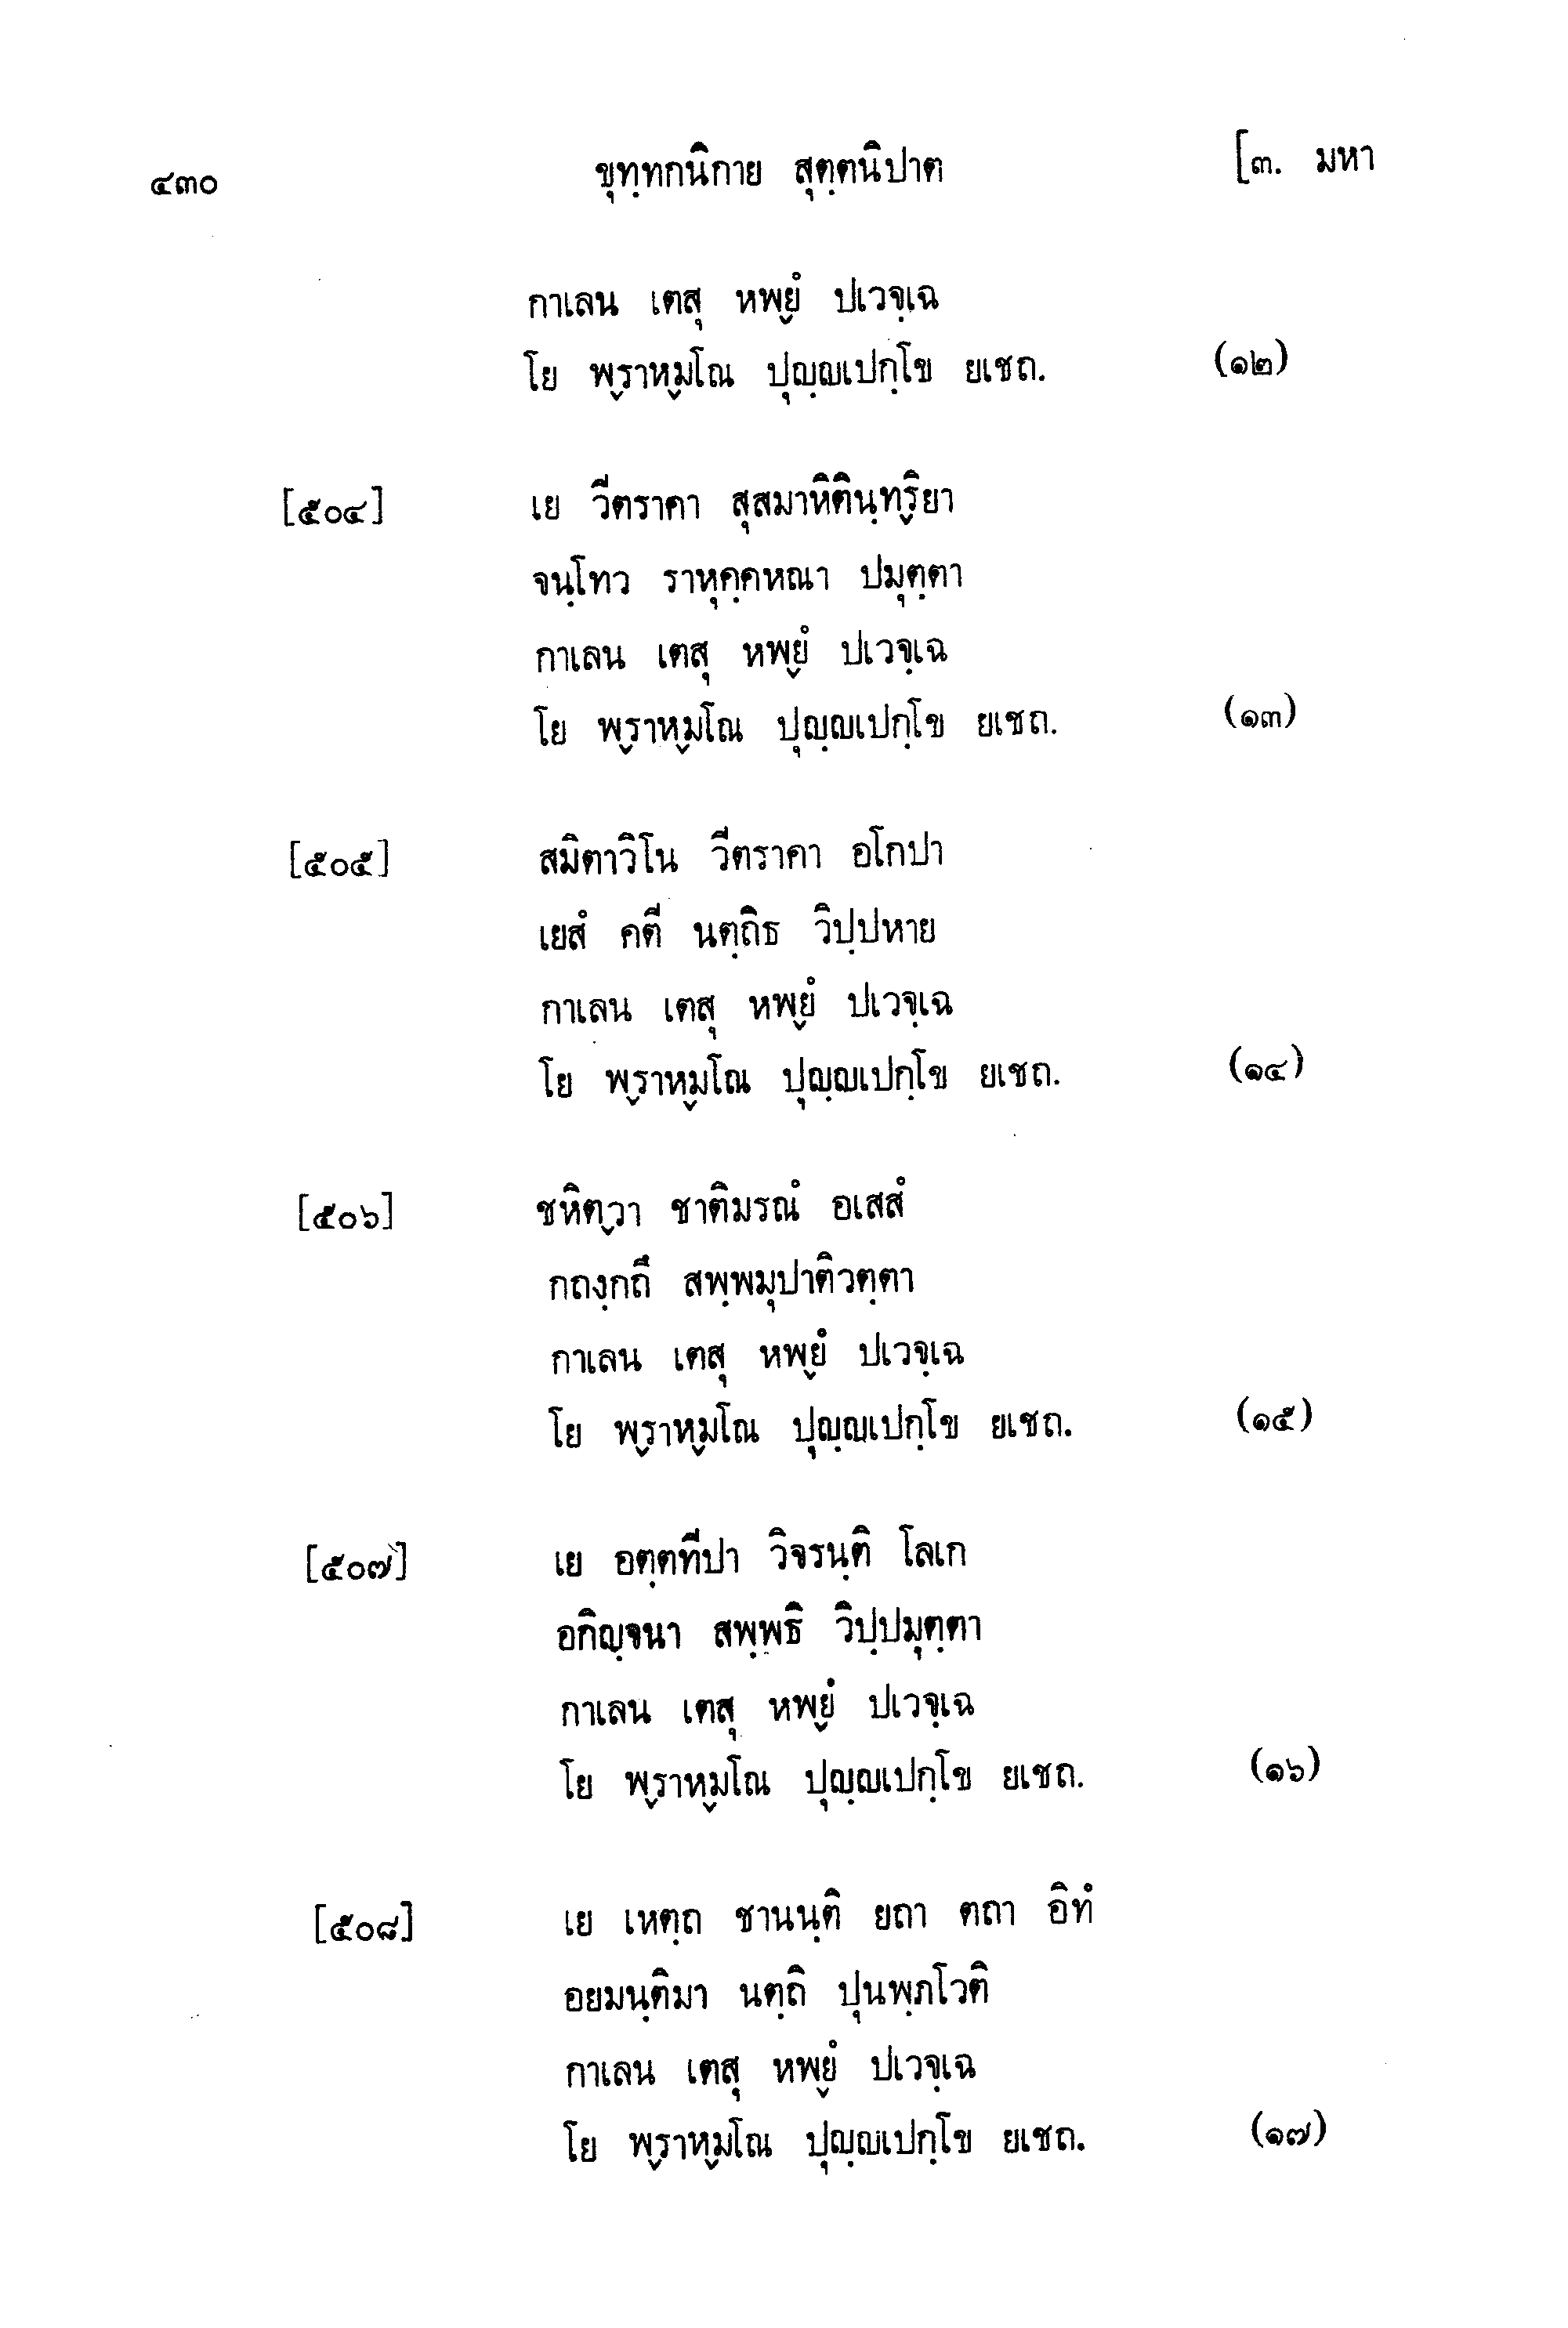 ๔๓๐ ขุทฺทกนิกาย สุตฺตนิปาต [๓. มหา
กาเลน เตสุ หพ๎ยํ ปเวจฺเฉ
โย พ๎ราห๎มโณ ปุญฺญเปกฺโข ยเชถ. (๑๒)
[๕๐๔] เย วีตราคา สุสมาหิตินฺท๎ริยา
จนฺโทว ราหุคฺคหณา ปมุตฺตา
กาเลน เตสุ หพ๎ยํ ปเวจฺเฉ
โย พ๎ราห๎มโณ ปุญฺญเปกฺโข ยเชถ. (๑๓)
[๕๐๕] สมิตาวิโน วีตราคา อโกปา
เยสํ คตี นตฺถิธ วิปฺปหาย
กาเลน เตสุ หพ๎ยํ ปเวจฺเฉ
โย พ๎ราห๎มโณ ปุญฺญเปกฺโข ยเชถ. (๑๔)
[๕๐๖] ชหิต๎วา ชาติมรณํ อเสสํ
กถงฺกถึ สพฺพมุปาติวตฺตา
กาเลน เตสุ หพ๎ยํ ปเวจฺเฉ
โย พ๎ราห๎มโณ ปุญฺญเปกฺโข ยเชถ. (๑๕)
[๕๐๗] เย อตฺตทีปา วิจรนฺติ โลเก
อกิญฺจนา สพฺพธิ วิปฺปมุตฺตา
กาเลน เตสุ หพ๎ยํ ปเวจฺเฉ
โย พ๎ราห๎มโณ ปุญฺญเปกฺโข ยเชถ. (๑๖)
[๕๐๘] เย เหตฺถ ชานนฺติ ยถา ตถา อิทํ
อยมนฺติมา นตฺถิ ปุนพฺภโวติ
กาเลน เตสุ หพ๎ยํ ปเวจฺเฉ
โย พ๎ราห๎มโณ ปุญฺญเปกฺโข ยเชถ. (๑๗)